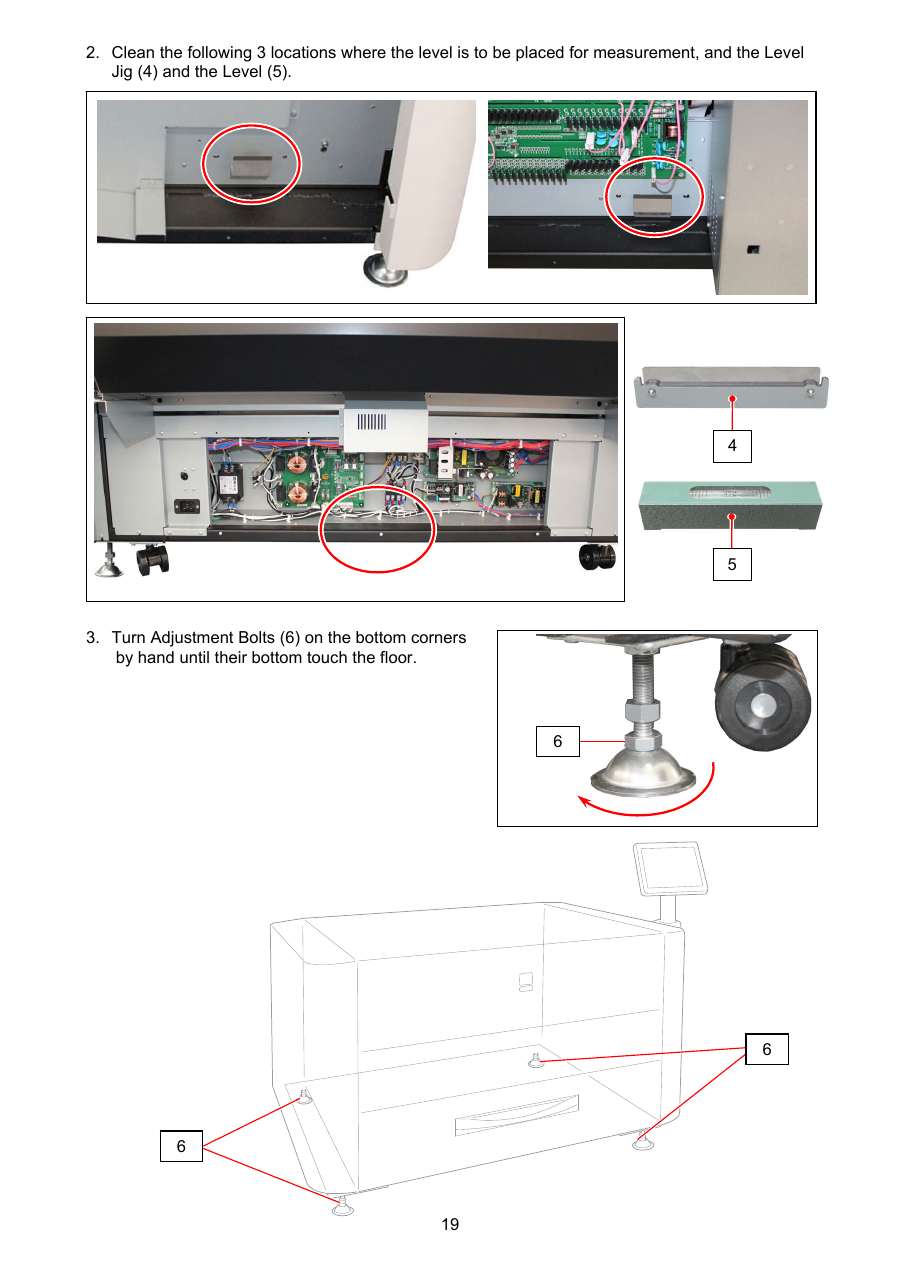 2. Clean the following 3 locations where the level is to be placed for measurement, and the Level
Jig (4) and the Level (5).
4
5
3. Turn Adjustment Bolts (6) on the bottom corners
by hand until their bottom touch the floor.
6
6
6
19